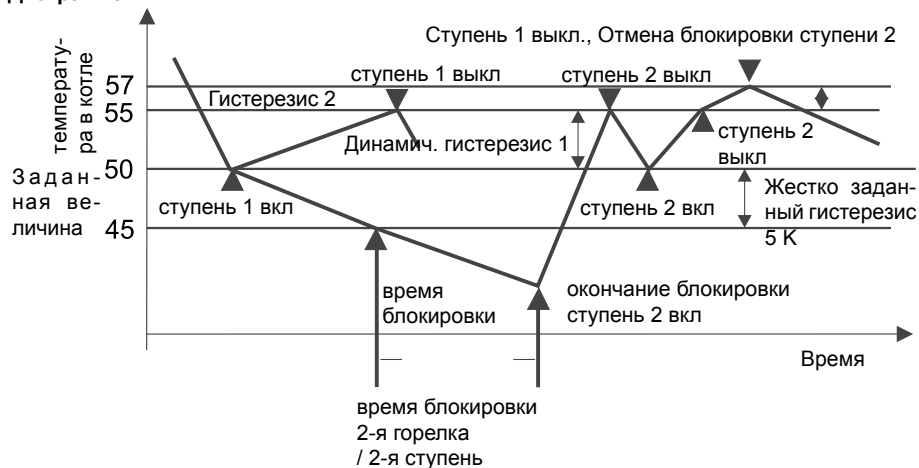 Ступень 1 выкл., Отмена блокировки ступени 2
температу-
ра в котле
57
55
50
45
Гистерезис 2
ступень 1 выкл
ступень 2 выкл
Динамич. гистерезис 1
ступень 2
выкл
Задан-
ная ве-
личина
ступень 1 вкл
ступень 2 вкл
Жестко задан-
ный гистерезис
5 K
время
блокировки
окончание блокировки
ступень 2 вкл
Время
время блокировки
2-я горелка
/ 2-я ступень